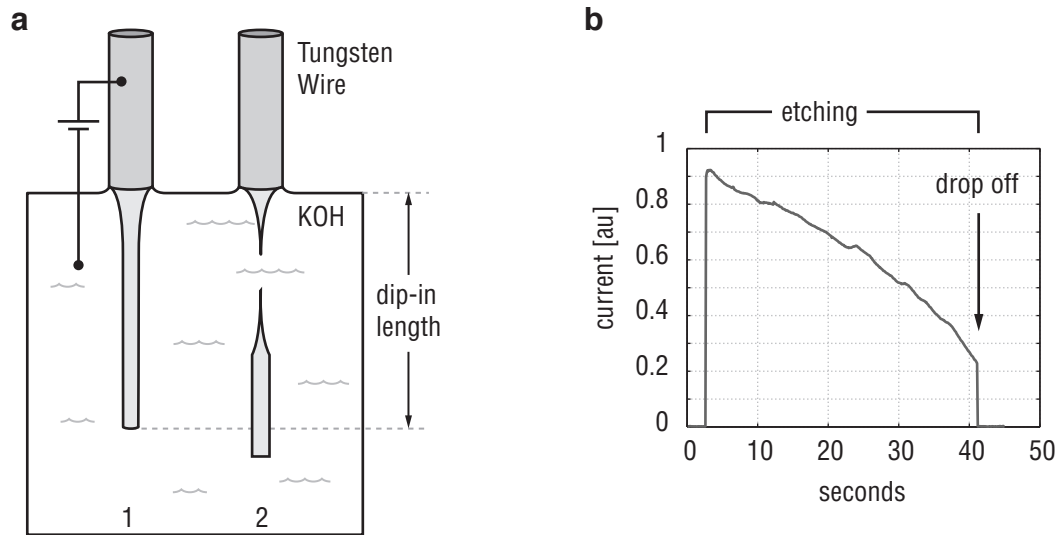 a
Tungsten
Wire
KOH
dip-in
length
1 2
b
etching
drop off
current [au]
1
0.8
0.6
0.4
0.2
0
0 10 20 30 40 50
seconds